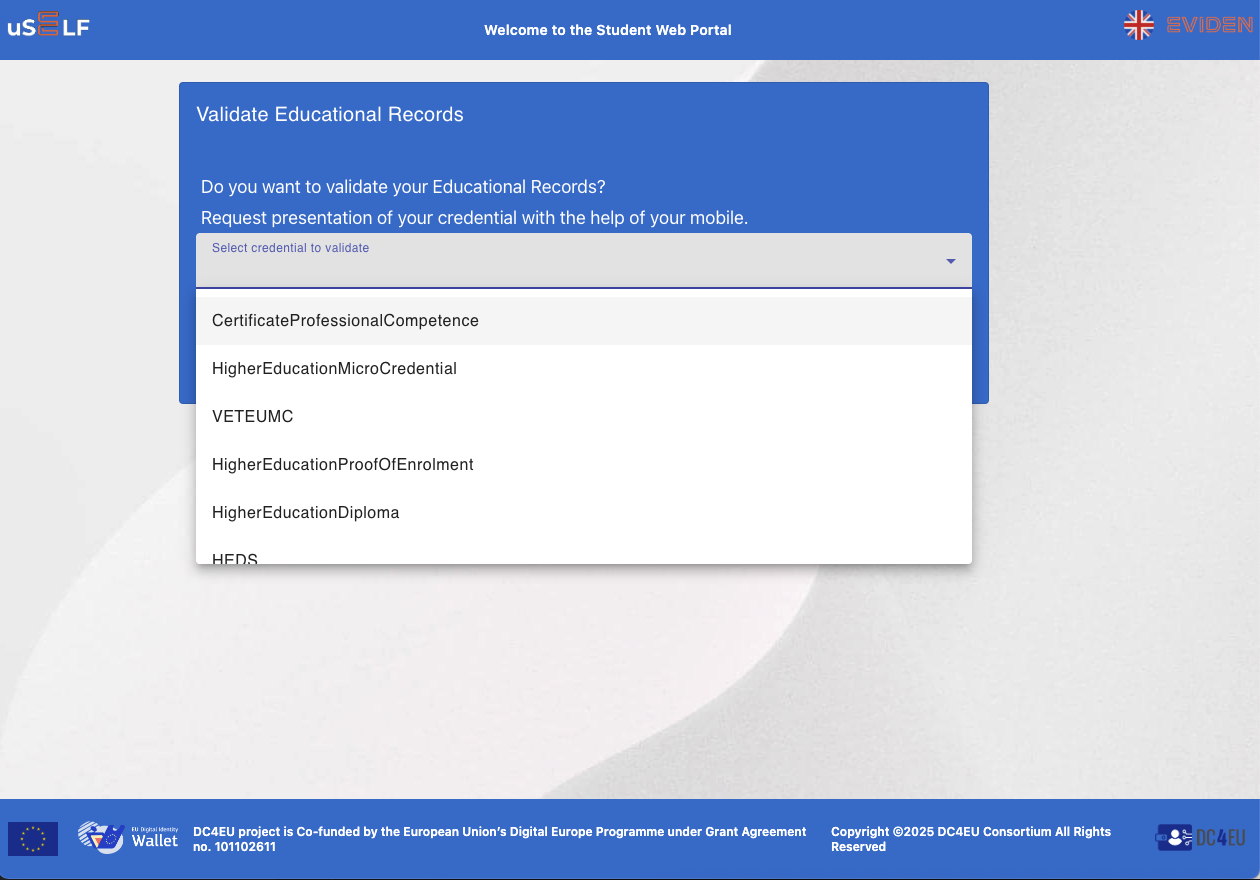 uSELF
Welcome to the Student Web Portal
EVIDEN
Validate Educational Records
Do you want to validate your Educational Records?
Request presentation of your credential with the help of your mobile.
Select credential to validate
CertificateProfessionalCompetence
HigherEducationMicroCredential
VETEUMC
HigherEducationProofOfEnrolment
HigherEducationDiploma
HEDS
EU Digital Identity
Wallet
DC4EU project is Co-funded by the European Union's Digital Europe Programme under Grant Agreement
no. 101102611
Copyright ©2025 DC4EU Consortium All Rights
Reserved
DC4EU